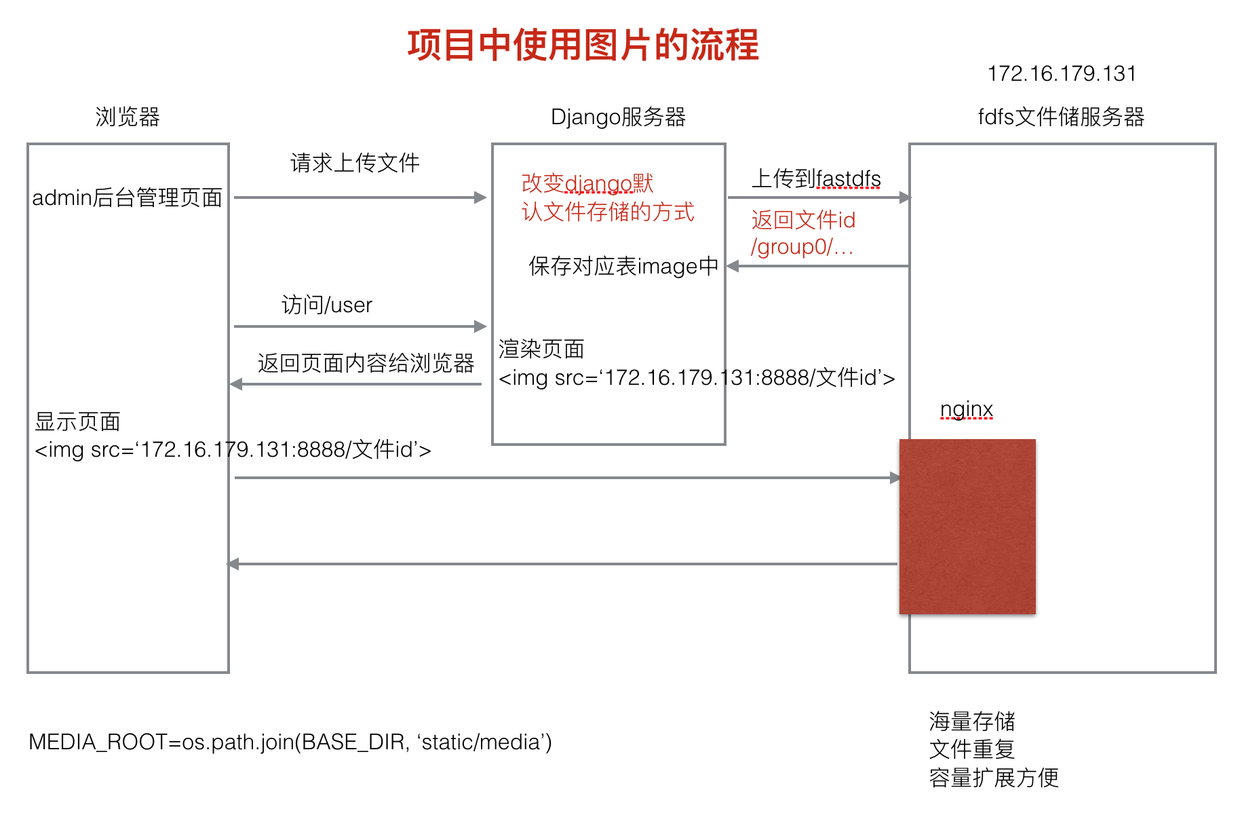 项目中使用图片的流程
172.16.179.131
浏览器
Django服务器
fdfs文件储服务器
请求上传文件
admin后台管理页面
改变django默
认文件存储的方式
上传到fastdfs
返回文件id
/group0/…
保存对应表image中
访问/user
返回页面内容给浏览器
渲染页面
<img src=‘172.16.179.131:8888/文件id’>
显示页面
<img src=‘172.16.179.131:8888/文件id’>
nginx
MEDIA_ROOT=os.path.join(BASE_DIR, ‘static/media’)
海量存储
文件重复
容量扩展方便